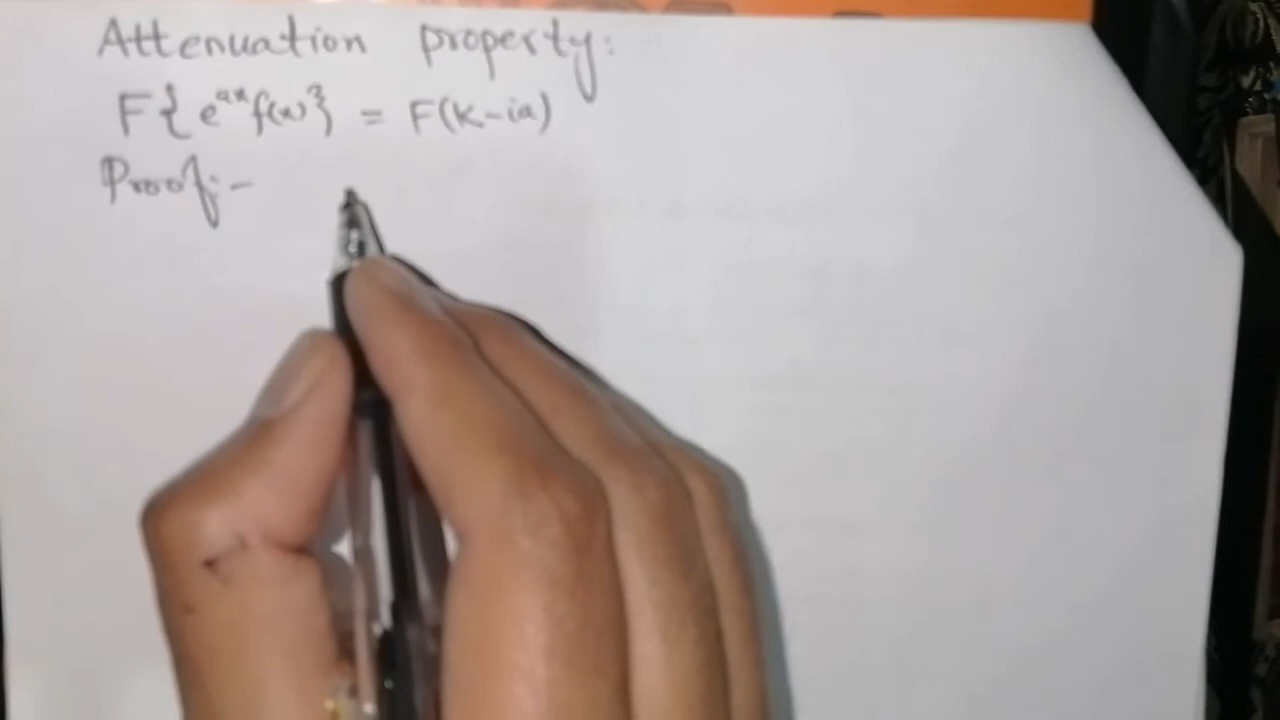 Attenuation property:
F{e^{ax}f(x)} = F(k-ia)
Proof:-